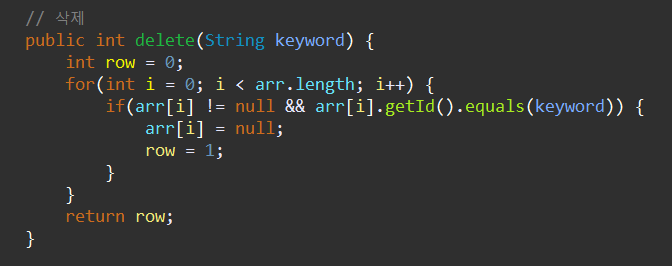 // 삭제
public int delete(String keyword) {
    int row = 0;
    for(int i = 0; i < arr.length; i++) {
        if(arr[i] != null && arr[i].getId().equals(keyword)) {
            arr[i] = null;
            row = 1;
        }
    }
    return row;
}